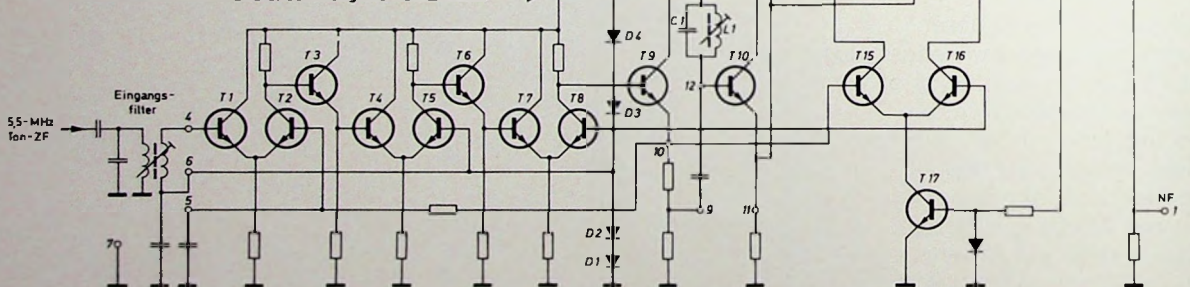 D4
C1
L1
T3
T6
T9
T10
T15
T16
12
Eingangs-
filter
T1
T2
T4
T5
T7
T8
D3
5,5-MHz
Ton-ZF
4
10
6
T17
5
9
11
NF
1
7
D2
D1